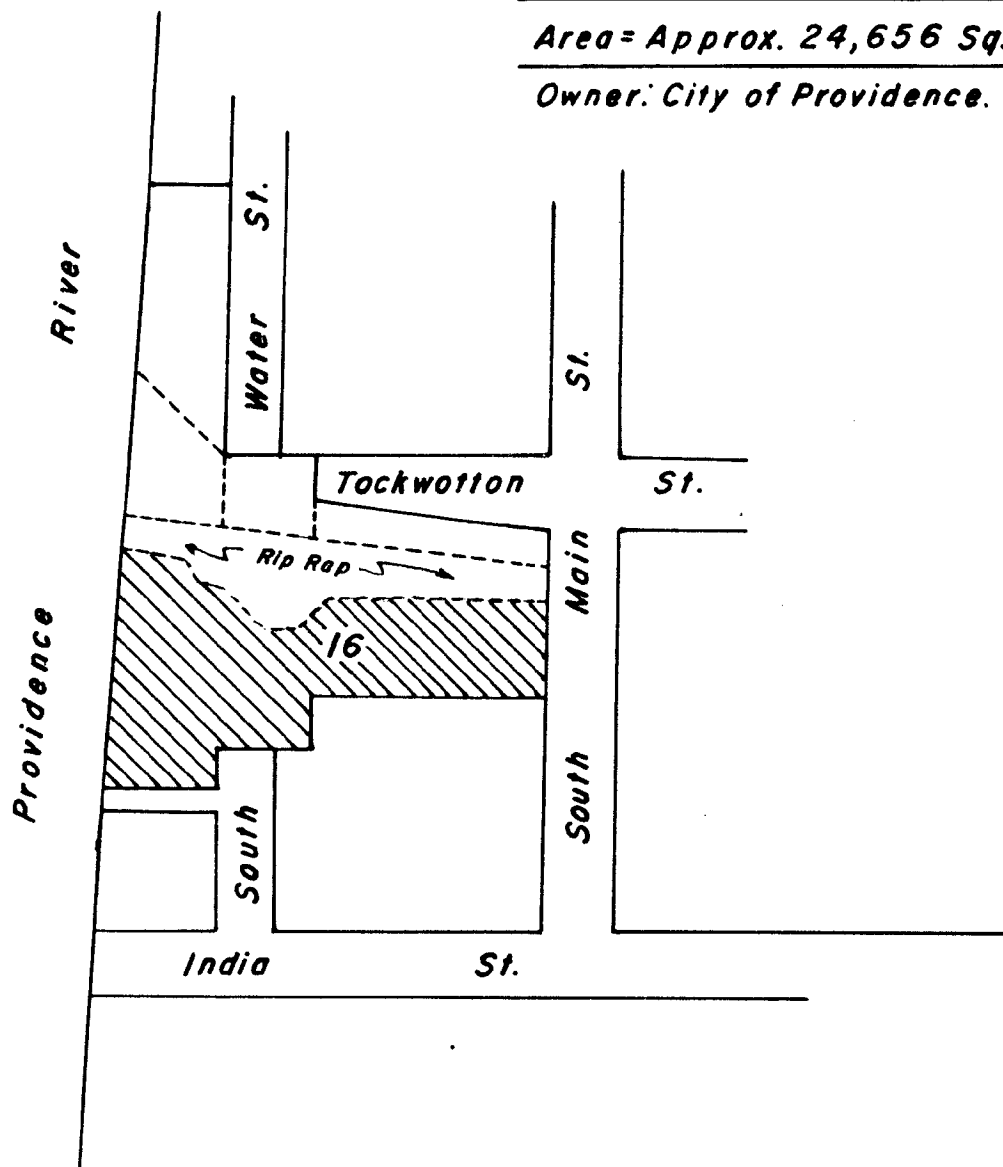 Area = Approx. 24,656 Sq.
Owner: City of Providence.
Water St.
River
St.
Tockwotton St.
Rip Rap
Main
16
Providence
South
South
India St.